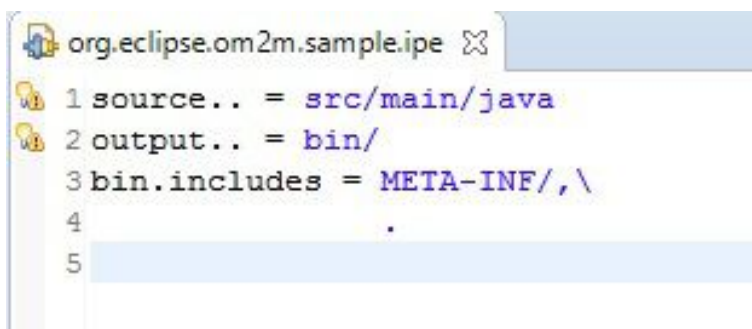 org.eclipse.om2m.sample.ipe
1 source.. = src/main/java
2 output.. = bin/
3 bin.includes = META-INF/,\
4 .
5